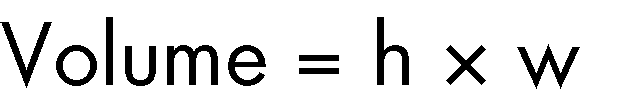 Volume = h × w